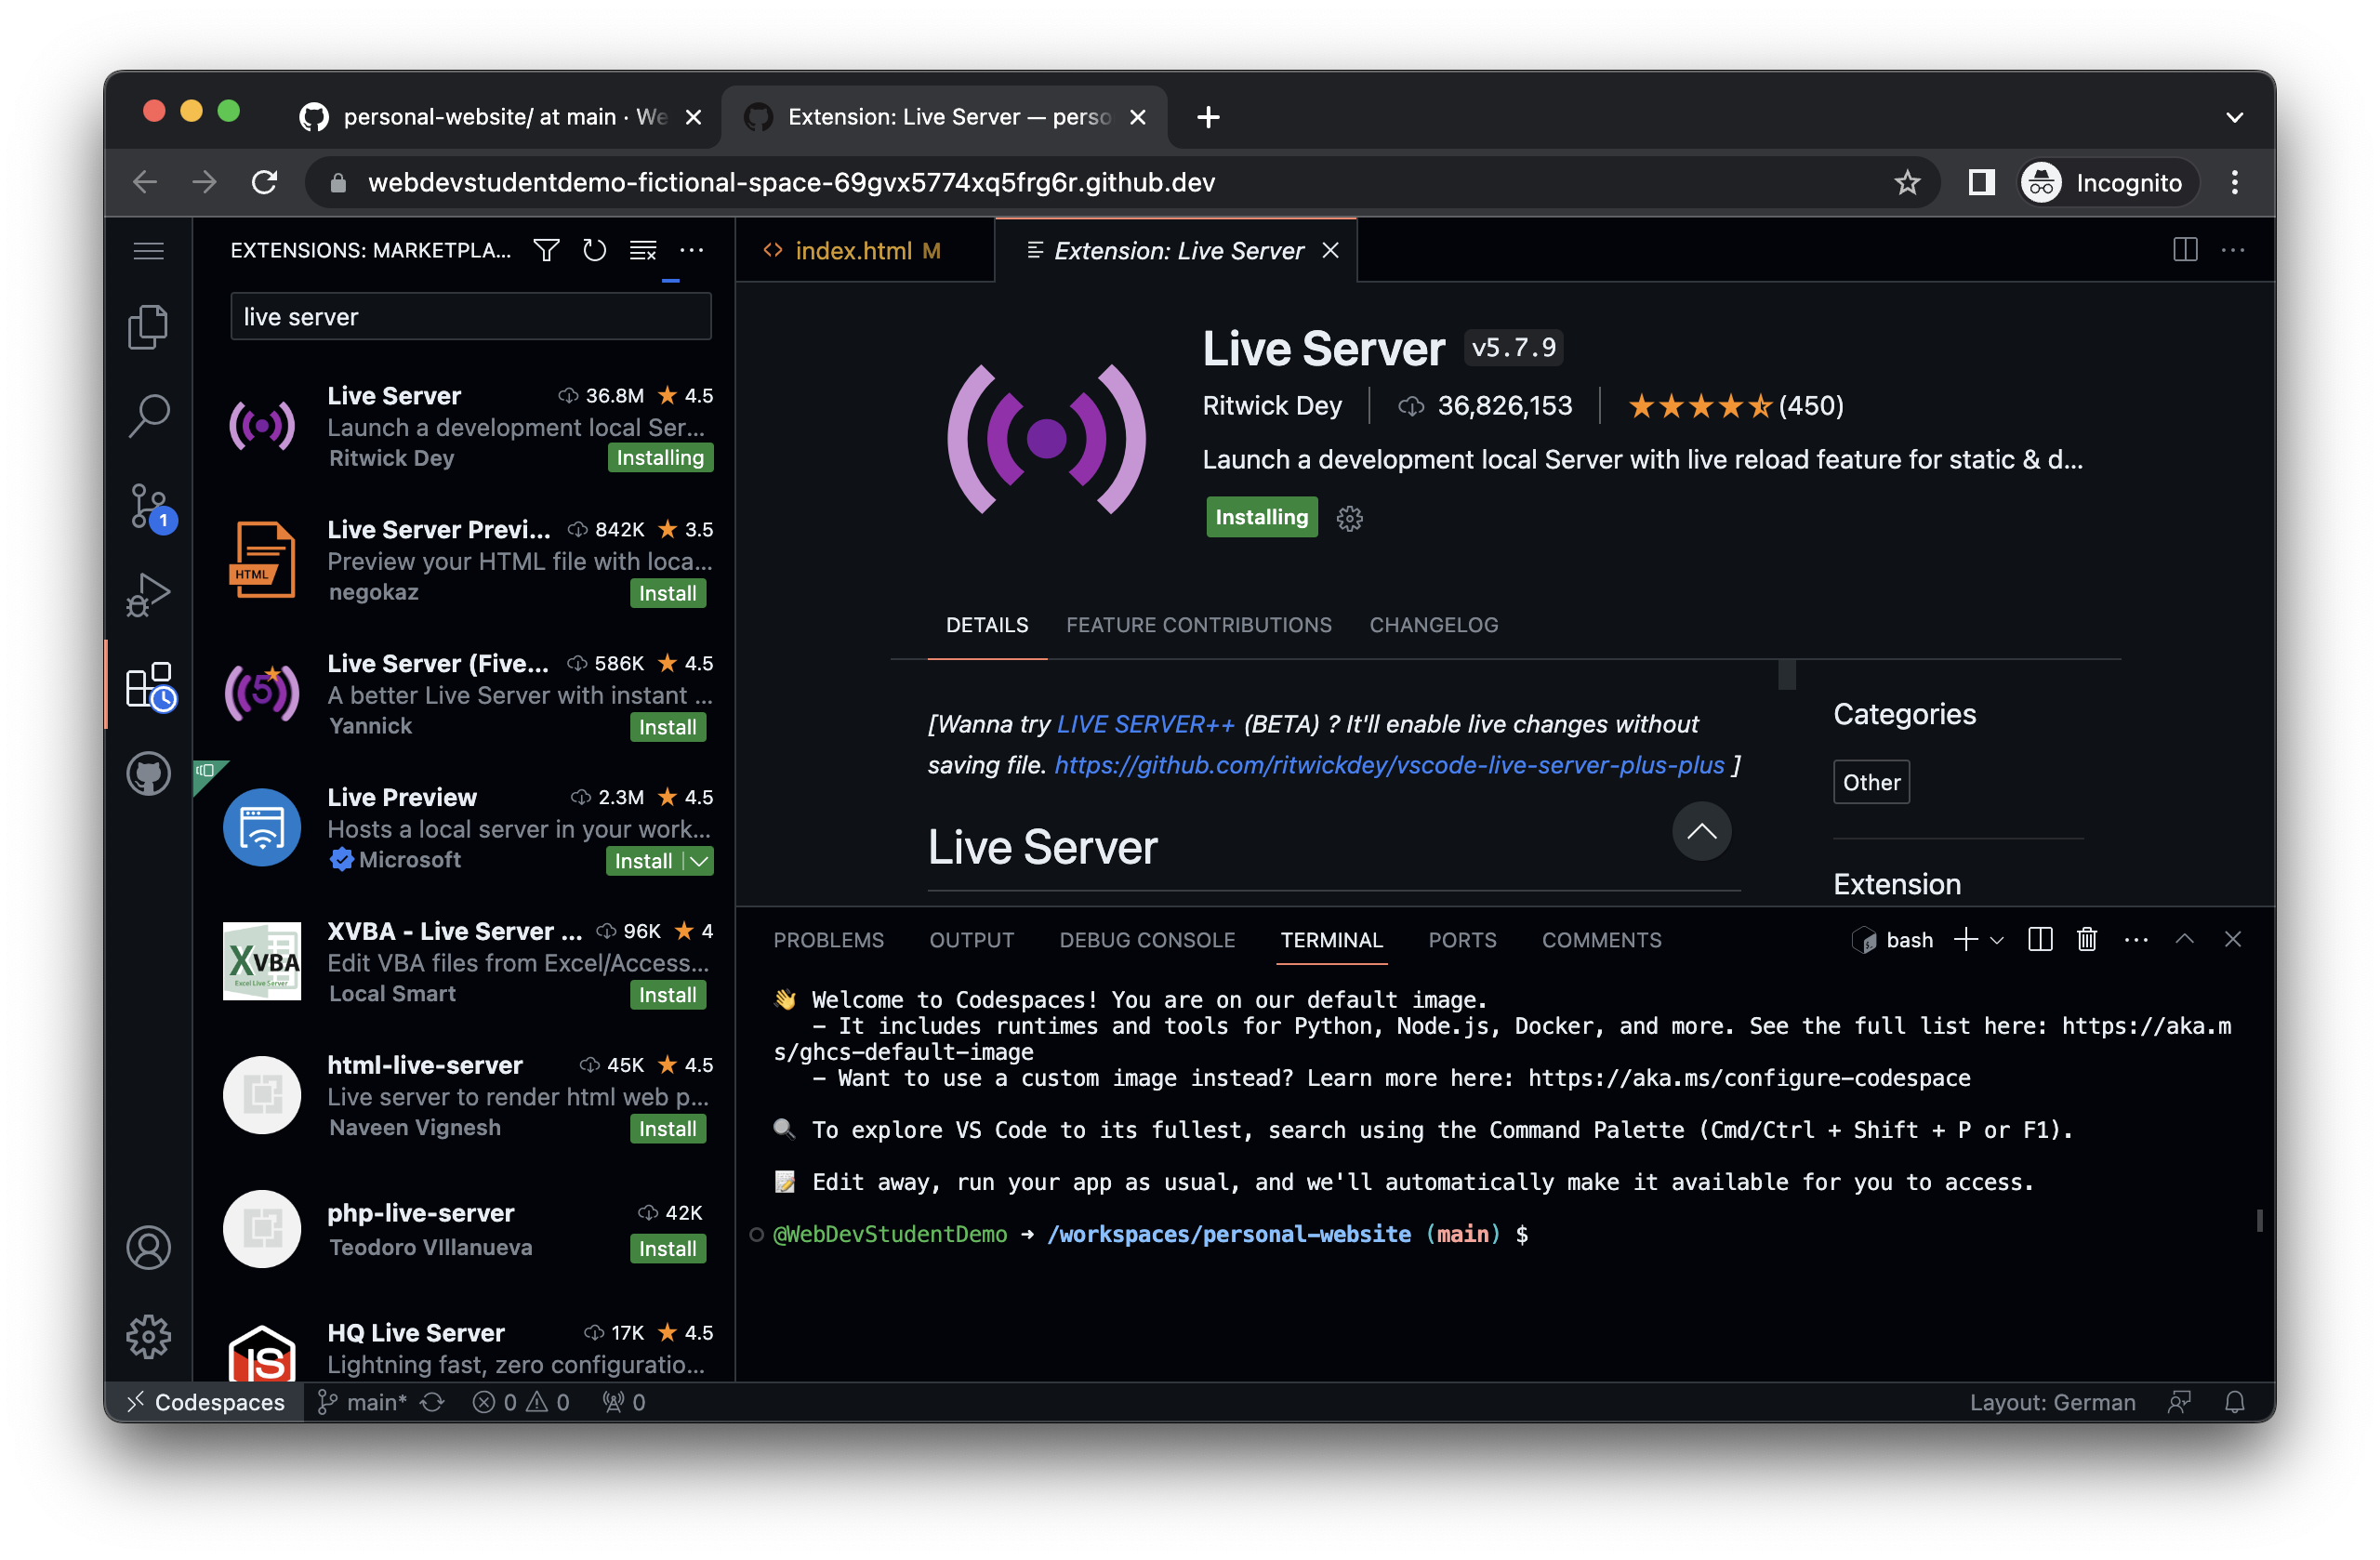 personal-website/ at main · We
Extension: Live Server — perso
webdevstudentdemo-fictional-space-69gvx5774xq5frg6r.github.dev
Incognito
EXTENSIONS: MARKETPLA...
live server
Live Server 36.8M 4.5
Launch a development local Ser...
Ritwick Dey Installing
HTML
Live Server Previ... 842K 3.5
Preview your HTML file with loca...
negokaz Install
5
Live Server (Five... 586K 4.5
A better Live Server with instant ...
Yannick Install
Live Preview 2.3M 4.5
Hosts a local server in your work...
Microsoft Install
XVBA
Excel Live Server
XVBA - Live Server ... 96K 4
Edit VBA files from Excel/Access...
Local Smart Install
html-live-server 45K 4.5
Live server to render html web p...
Naveen Vignesh Install
php-live-server 42K
Teodoro VIllanueva Install
JS
HQ Live Server 17K 4.5
Lightning fast, zero configuratio...
1
index.html M
Extension: Live Server
Live Server v5.7.9
Ritwick Dey 36,826,153 (450)
Launch a development local Server with live reload feature for static & d...
Installing
DETAILS FEATURE CONTRIBUTIONS CHANGELOG
[Wanna try LIVE SERVER++ (BETA) ? It'll enable live changes without
saving file. https://github.com/ritwickdey/vscode-live-server-plus-plus ]
Live Server
Categories
Other
Extension
PROBLEMS OUTPUT DEBUG CONSOLE TERMINAL PORTS COMMENTS
bash
👋 Welcome to Codespaces! You are on our default image.
- It includes runtimes and tools for Python, Node.js, Docker, and more. See the full list here: https://aka.m
s/ghcs-default-image
- Want to use a custom image instead? Learn more here: https://aka.ms/configure-codespace
🔍 To explore VS Code to its fullest, search using the Command Palette (Cmd/Ctrl + Shift + P or F1).
📝 Edit away, run your app as usual, and we'll automatically make it available for you to access.
@WebDevStudentDemo ➜ /workspaces/personal-website (main) $
Codespaces main* 0 0 0
Layout: German